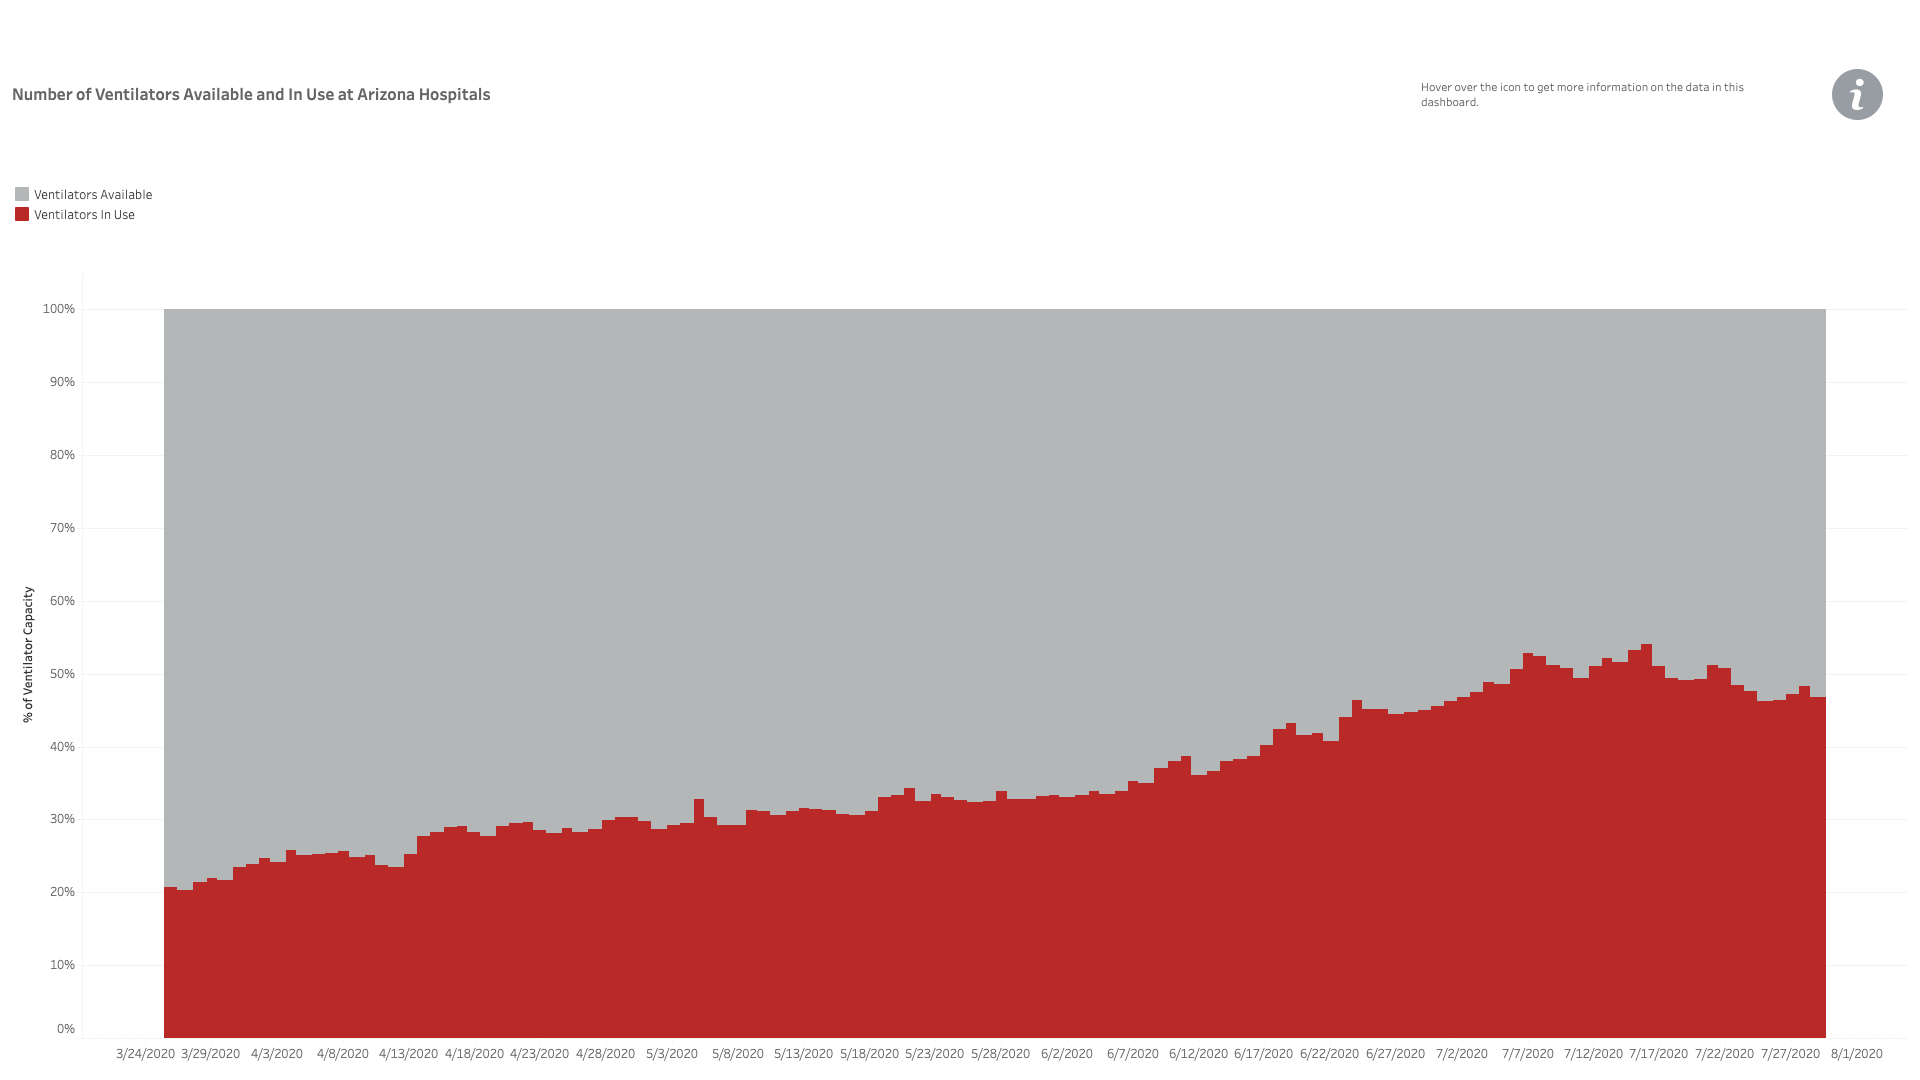 Number of Ventilators Available and In Use at Arizona Hospitals
Hover over the icon to get more information on the data in this
dashboard.
i
Ventilators Available
Ventilators In Use
% of Ventilator Capacity
100%
90%
80%
70%
60%
50%
40%
30%
20%
10%
0%
3/24/2020 3/29/2020 4/3/2020 4/8/2020 4/13/2020 4/18/2020 4/23/2020 4/28/2020 5/3/2020 5/8/2020 5/13/2020 5/18/2020 5/23/2020 5/28/2020 6/2/2020 6/7/2020 6/12/2020 6/17/2020 6/22/2020 6/27/2020 7/2/2020 7/7/2020 7/12/2020 7/17/2020 7/22/2020 7/27/2020 8/1/2020